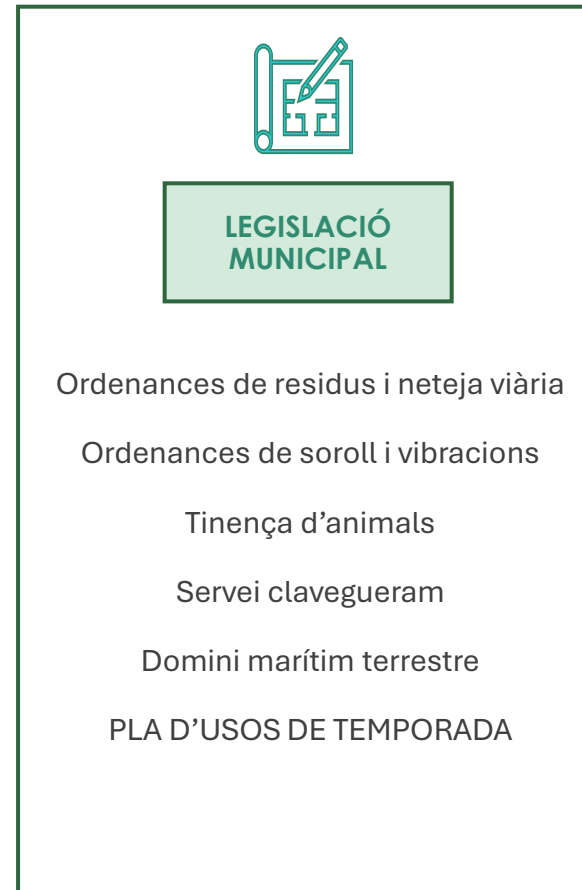 LEGISLACIÓ
MUNICIPAL
Ordenances de residus i neteja viària
Ordenances de soroll i vibracions
Tinença d’animals
Servei clavegueram
Domini marítim terrestre
PLA D’USOS DE TEMPORADA